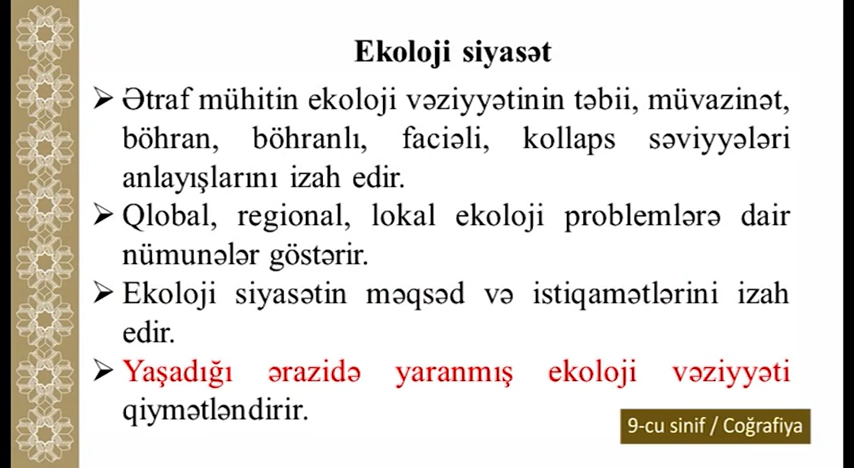 Ekoloji siyasət
➢ Ətraf mühitin ekoloji vəziyyətinin təbii, müvazinət,
böhran, böhranlı, faciəli, kollaps səviyyələri
anlayışlarını izah edir.
➢ Qlobal, regional, lokal ekoloji problemlərə dair
nümunələr göstərir.
➢ Ekoloji siyasətin məqsəd və istiqamətlərini izah
edir.
➢ Yaşadığı ərazidə yaranmış ekoloji vəziyyəti
qiymətləndirir.
9-cu sinif / Coğrafiya